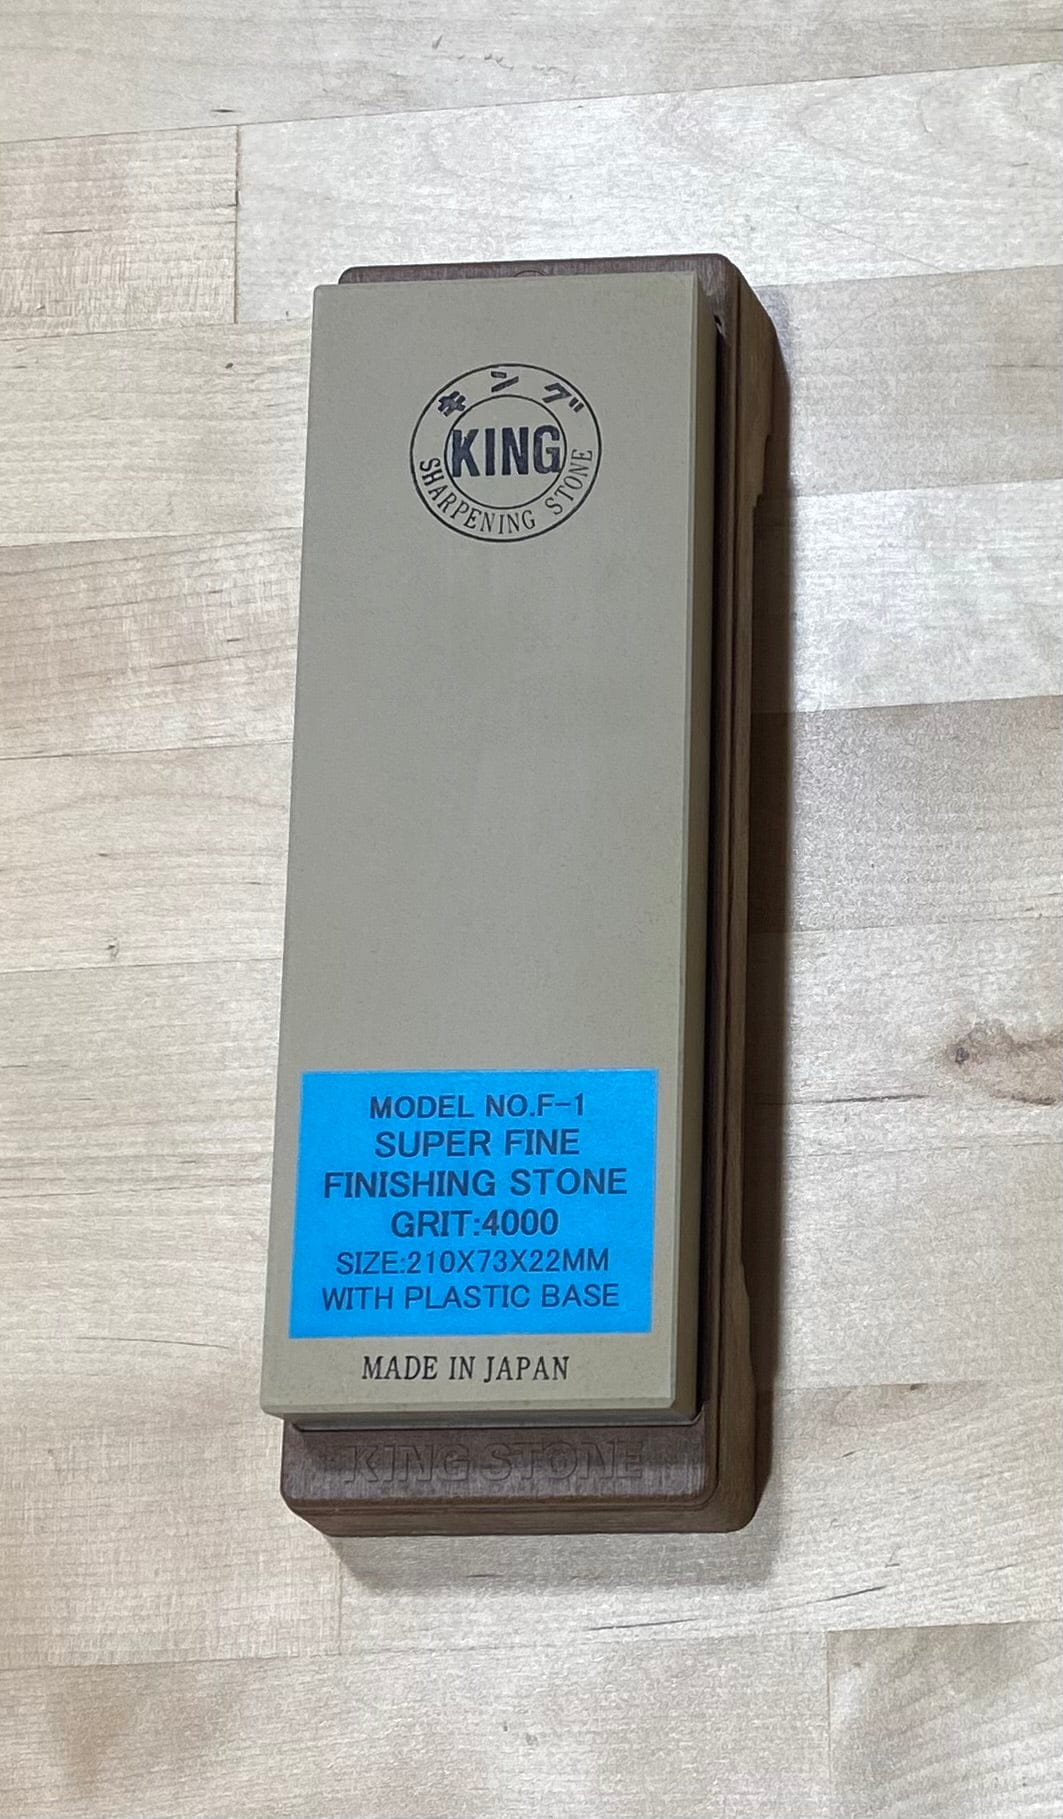 キング
KING
SHARPENING STONE
MODEL NO.F-1
SUPER FINE
FINISHING STONE
GRIT:4000
SIZE:210X73X22MM
WITH PLASTIC BASE
MADE IN JAPAN
KING STONE